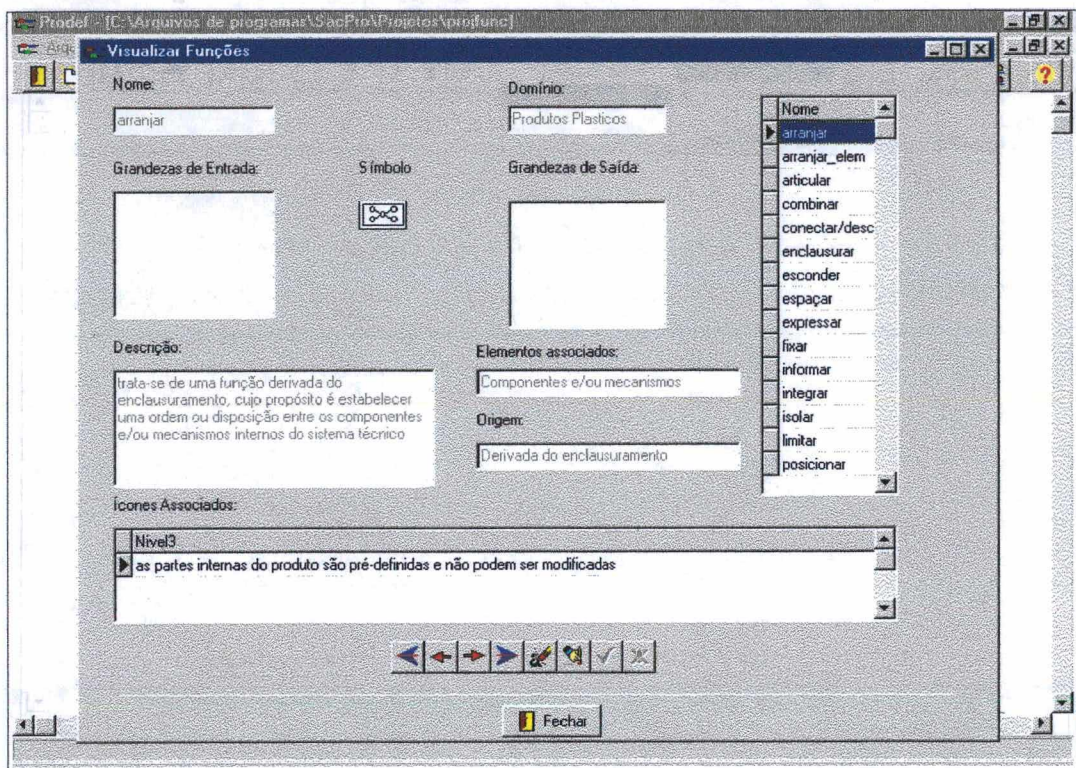 Prodef - [C:\Arquivos de programas\SacPro\Projetos\projfunc]
Arqu
Visualizar Funções
Nome:
arranjar
Domínio:
Produtos Plasticos
Grandezas de Entrada:
Símbolo
Grandezas de Saída:
Descrição:
trata-se de uma função derivada do
enclausuramento, cujo propósito é estabelecer
uma ordem ou disposição entre os componentes
e/ou mecanismos internos do sistema técnico
Elementos associados:
Componentes e/ou mecanismos
Origem:
Derivada do enclausuramento
Nome
arranjar
arranjar_elem
articular
combinar
conectar/desc
enclausurar
esconder
espaçar
expressar
fixar
informar
integrar
isolar
limitar
posicionar
Ícones Associados:
Nivel3
as partes internas do produto são pré-definidas e não podem ser modificadas
Fechar